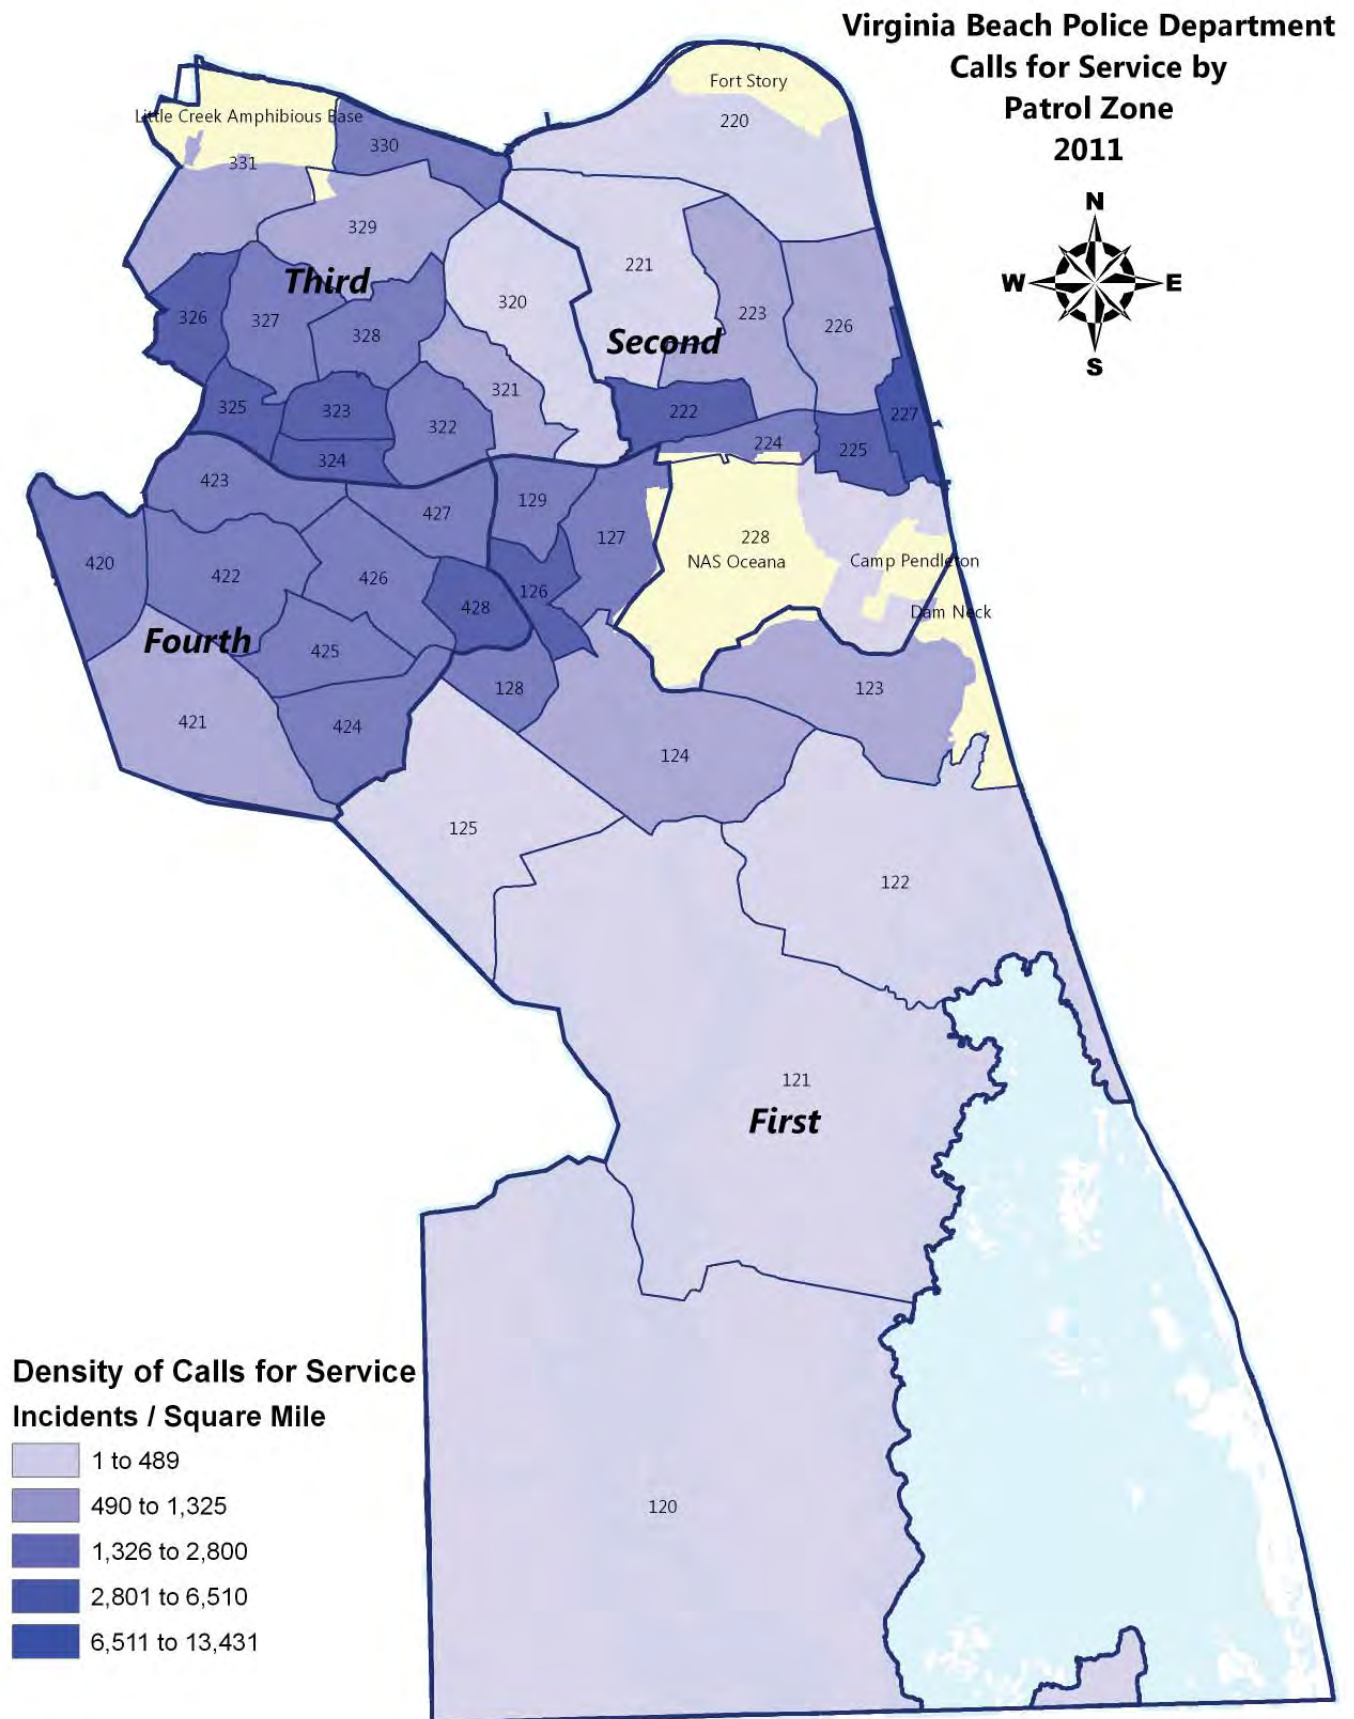 Virginia Beach Police Department
Calls for Service by
Patrol Zone
2011
N
W E
S
Fort Story
220
Little Creek Amphibious Base
330
331
329
Third
221
320
Second
223
226
326
327
328
321
222
227
325
323
322
224
225
324
423
129
427
127
228
NAS Oceana
Camp Pendleton
420
422
426
126
428
Dam Neck
Fourth
425
128
123
421
424
124
125
122
121
First
120
Density of Calls for Service
Incidents / Square Mile
1 to 489
490 to 1,325
1,326 to 2,800
2,801 to 6,510
6,511 to 13,431